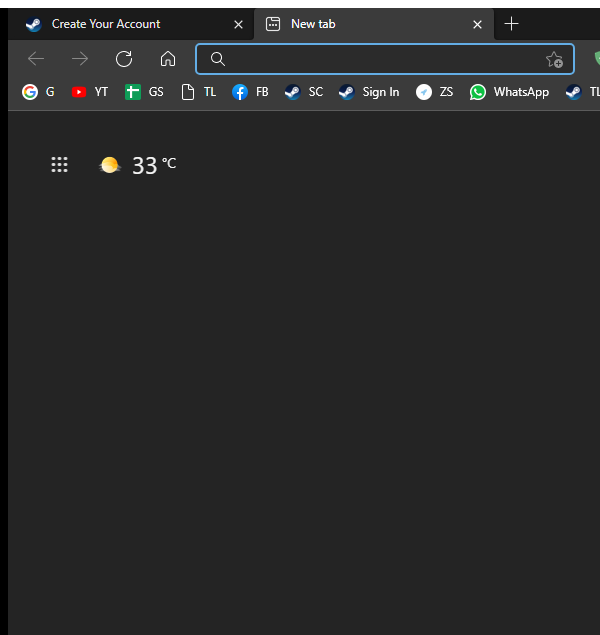 Create Your Account New tab
G YT GS TL FB SC Sign In ZS WhatsApp TL
33 °C